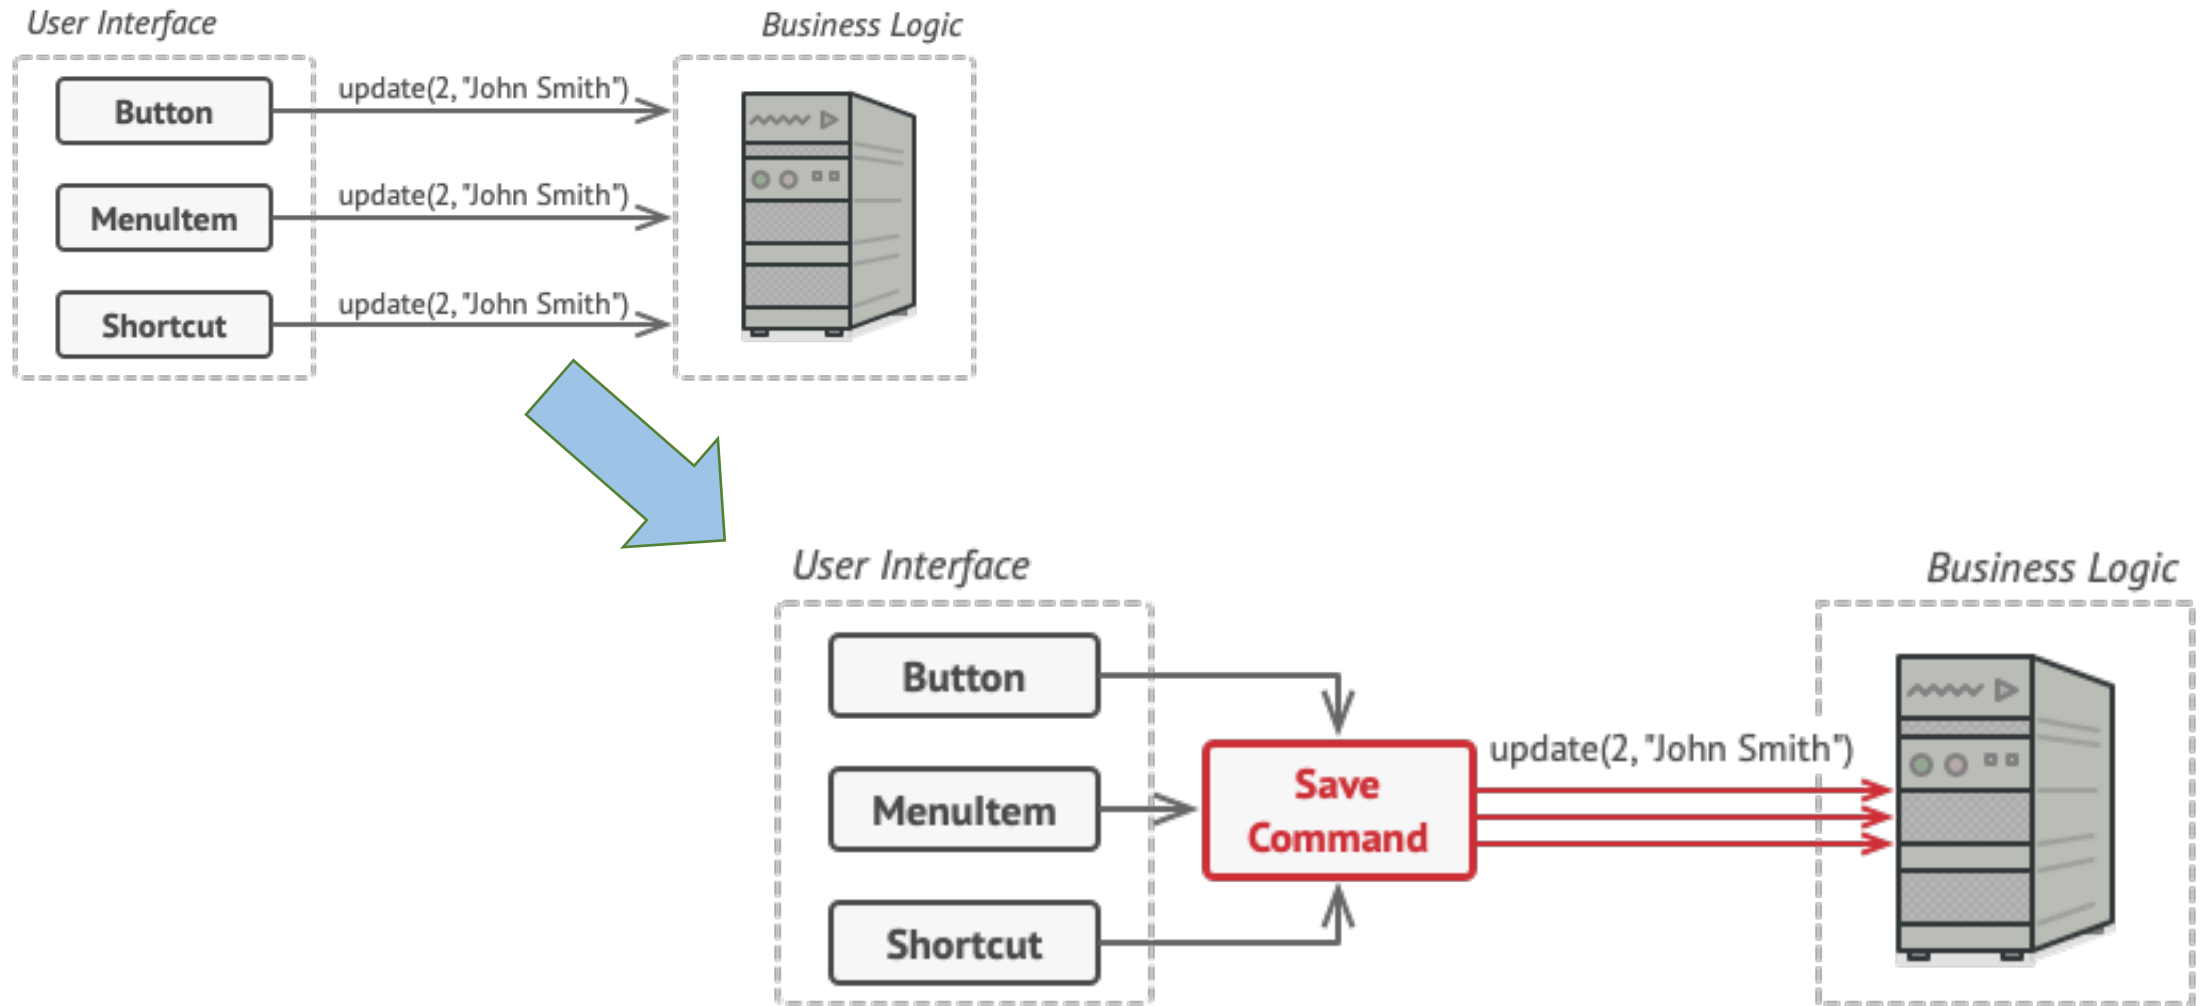 User Interface
Business Logic
Button
update(2, "John Smith")
MenuItem
update(2, "John Smith")
Shortcut
update(2, "John Smith")
User Interface
Business Logic
Button
MenuItem
Save
Command
update(2, "John Smith")
Shortcut